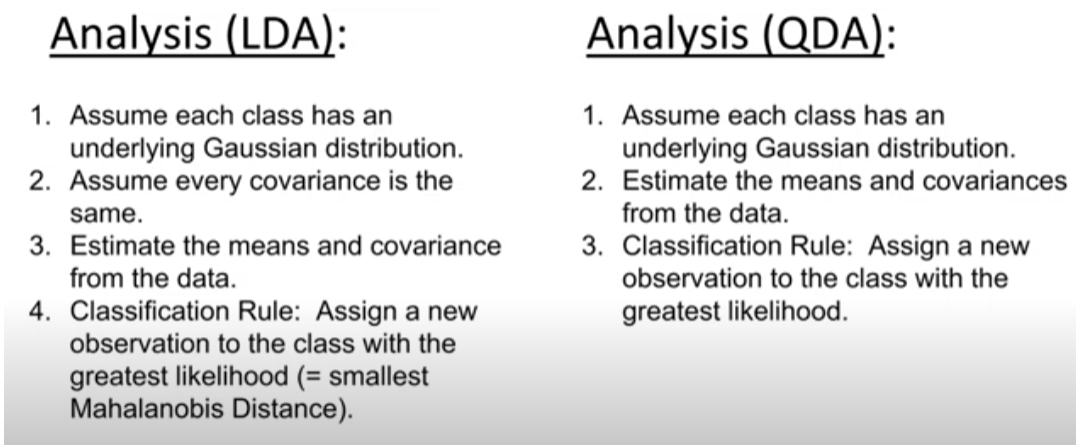 Analysis (LDA):
1. Assume each class has an
underlying Gaussian distribution.
2. Assume every covariance is the
same.
3. Estimate the means and covariance
from the data.
4. Classification Rule:  Assign a new
observation to the class with the
greatest likelihood (= smallest
Mahalanobis Distance).
Analysis (QDA):
1. Assume each class has an
underlying Gaussian distribution.
2. Estimate the means and covariances
from the data.
3. Classification Rule:  Assign a new
observation to the class with the
greatest likelihood.